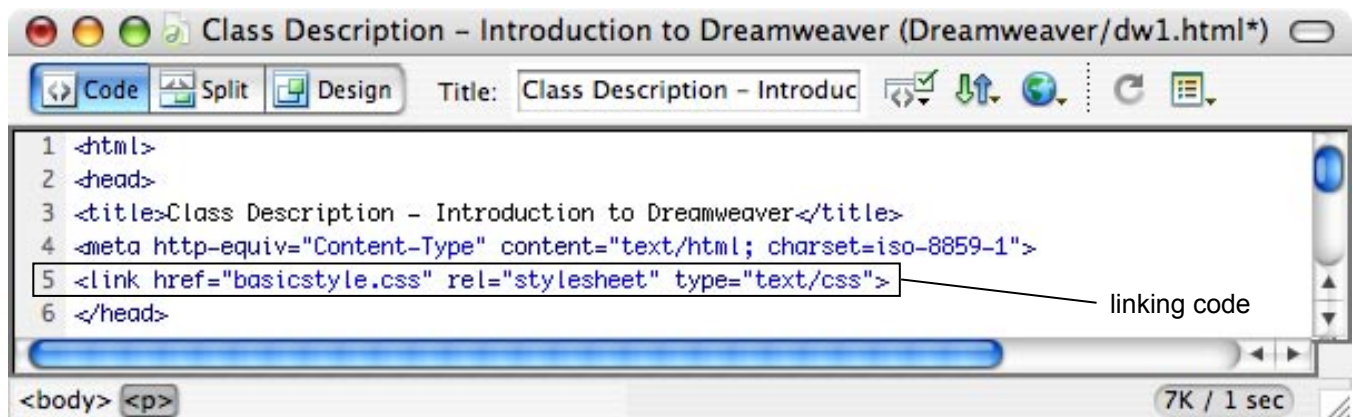 Class Description – Introduction to Dreamweaver (Dreamweaver/dw1.html*)
Code Split Design Title: Class Description – Introduc
1 <html>
2 <head>
3 <title>Class Description – Introduction to Dreamweaver</title>
4 <meta http-equiv="Content-Type" content="text/html; charset=iso-8859-1">
5 <link href="basicstyle.css" rel="stylesheet" type="text/css">
linking code
6 </head>
<body> <p> 7K / 1 sec